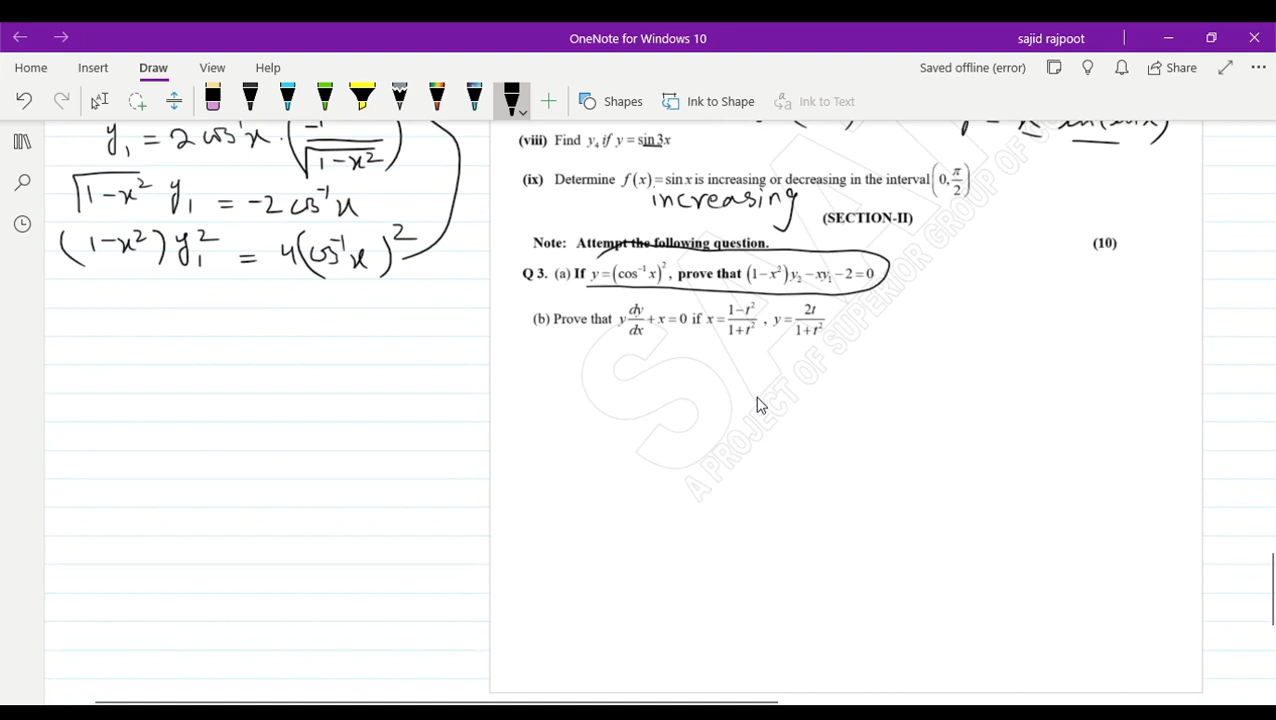 OneNote for Windows 10
sajid rajpoot
Home Insert Draw View Help
Saved offline (error)
Share
Shapes
Ink to Shape
Ink to Text
y₁ = 2 cos⁻¹x · (-1/√(1-x²))
√(1-x²) y₁ = -2 cos⁻¹x
(1-x²) y₁² = 4(cos⁻¹x)²
(viii) Find y₄ if y = sin 3x
(ix) Determine f(x) = sin x is increasing or decreasing in the interval (0, π/2)
increasing
(SECTION-II)
Note: Attempt the following question. (10)
Q 3. (a) If y = (cos⁻¹ x)², prove that (1-x²)y₂ - xy₁ - 2 = 0
(b) Prove that y dy/dx + x = 0 if x = (1-t²)/(1+t²) , y = 2t/(1+t²)
A PROJECT OF SUPERIOR